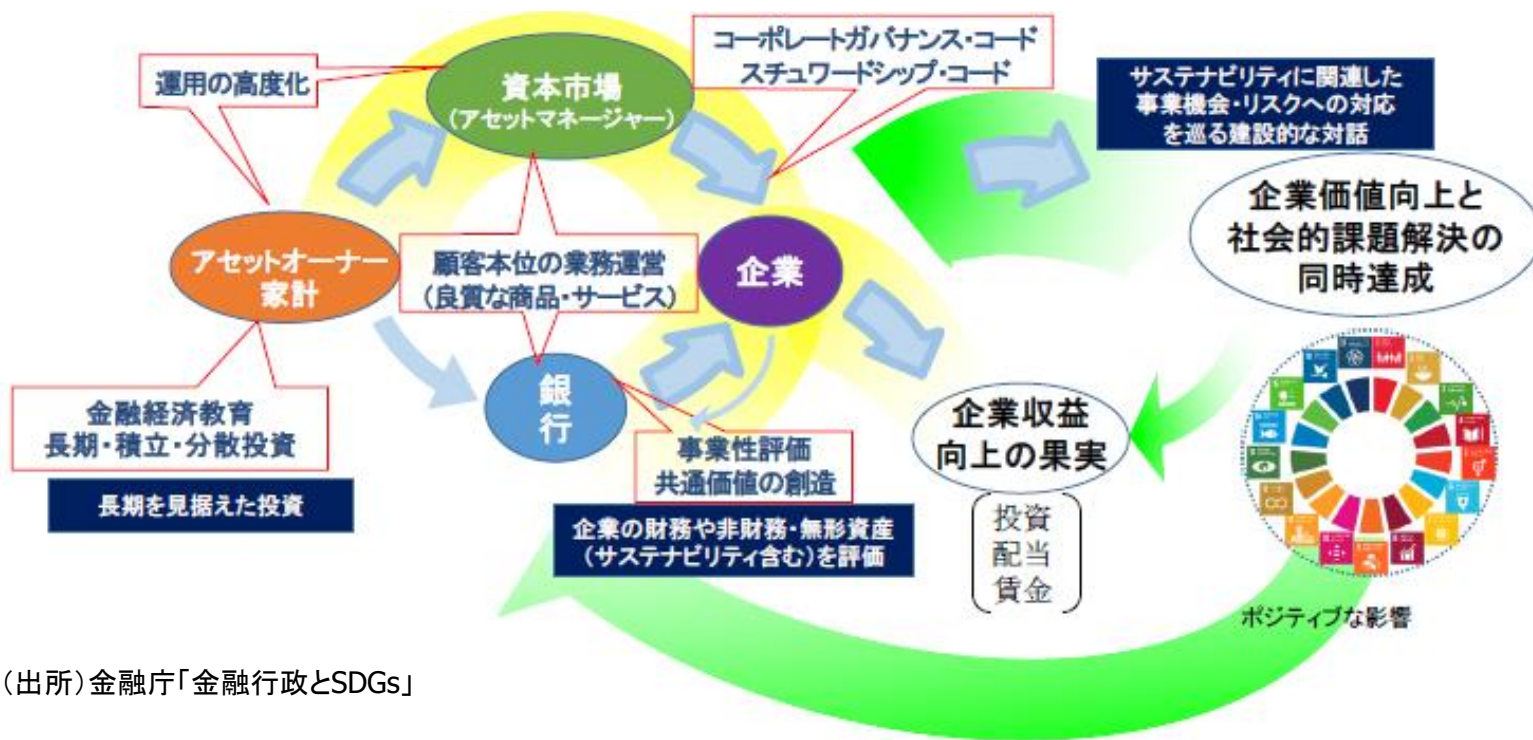 コーポレートガバナンス・コード
スチュワードシップ・コード
運用の高度化
資本市場
（アセットマネージャー）
サステナビリティに関連した
事業機会・リスクへの対応
を巡る建設的な対話
企業価値向上と
社会的課題解決の
同時達成
アセットオーナー
家計
顧客本位の業務運営
（良質な商品・サービス）
企業
銀
行
金融経済教育
長期・積立・分散投資
長期を見据えた投資
事業性評価
共通価値の創造
企業の財務や非財務・無形資産
（サステナビリティ含む）を評価
企業収益
向上の果実
投資
配当
賃金
ポジティブな影響
（出所）金融庁「金融行政とSDGs」